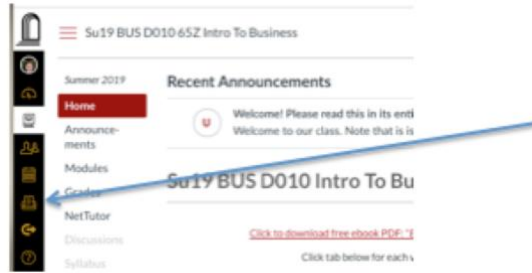 Su19 BUS D010 65Z Intro To Business
Summer 2019
Home
Announce-
ments
Modules
Grades
NetTutor
Discussions
Syllabus
Recent Announcements
Welcome! Please read this in its enti
Welcome to our class. Note that is is
Su19 BUS D010 Intro To Bu
Click to download free ebook PDF: "E
Click tab below for each w